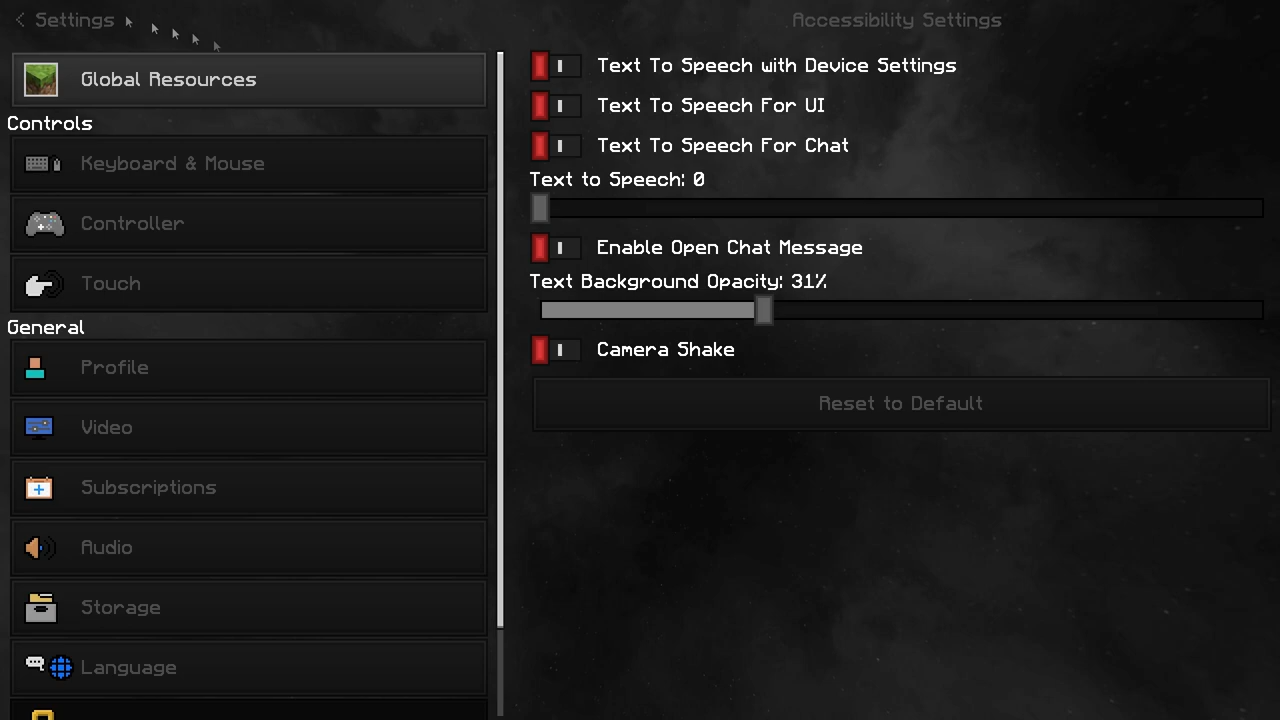 Settings
Accessibility Settings
Global Resources
Controls
Keyboard & Mouse
Controller
Touch
General
Profile
Video
Subscriptions
Audio
Storage
Language
Text To Speech with Device Settings
Text To Speech For UI
Text To Speech For Chat
Text to Speech: 0
Enable Open Chat Message
Text Background Opacity: 31%
Camera Shake
Reset to Default